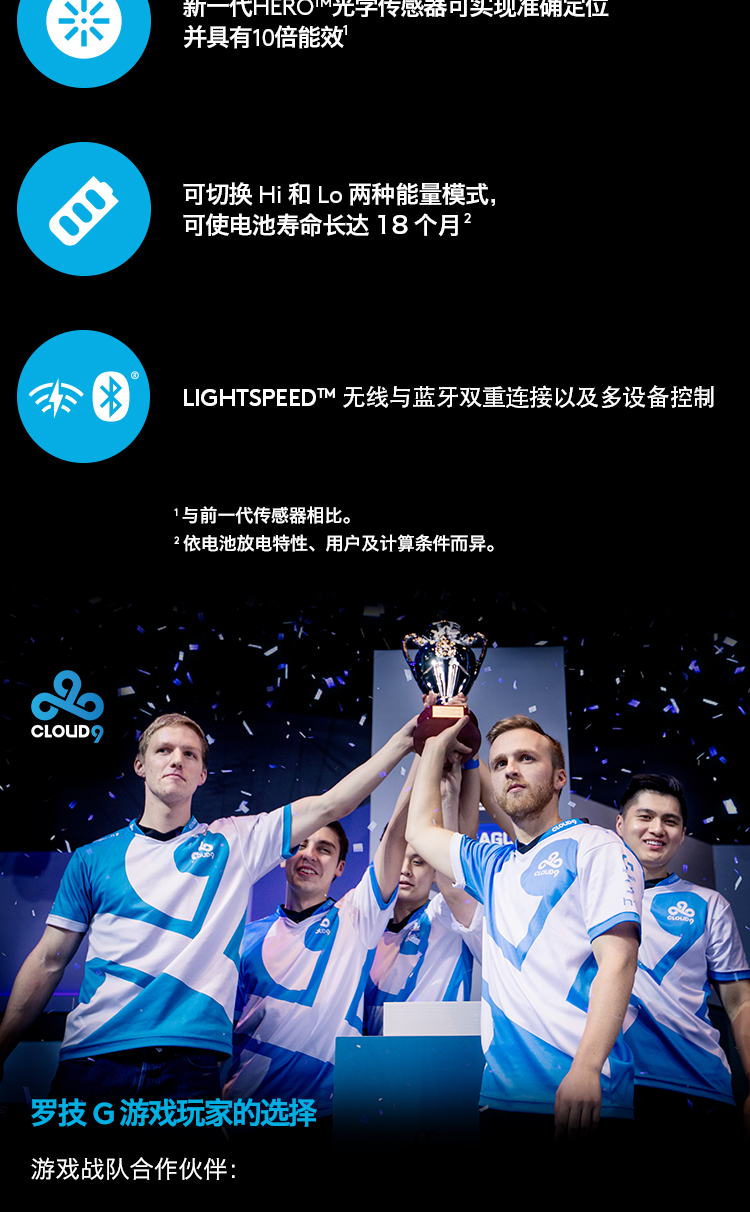 新一代HERO™光学传感器可实现准确定位
并具有10倍能效¹
可切换 Hi 和 Lo 两种能量模式，
可使电池寿命长达 18 个月²
®
LIGHTSPEED™ 无线与蓝牙双重连接以及多设备控制
¹ 与前一代传感器相比。
² 依电池放电特性、用户及计算条件而异。
CLOUD9
CLOUD9
CLOUD9
CLOUD9
CLOUD9
罗技 G 游戏玩家的选择
游戏战队合作伙伴：